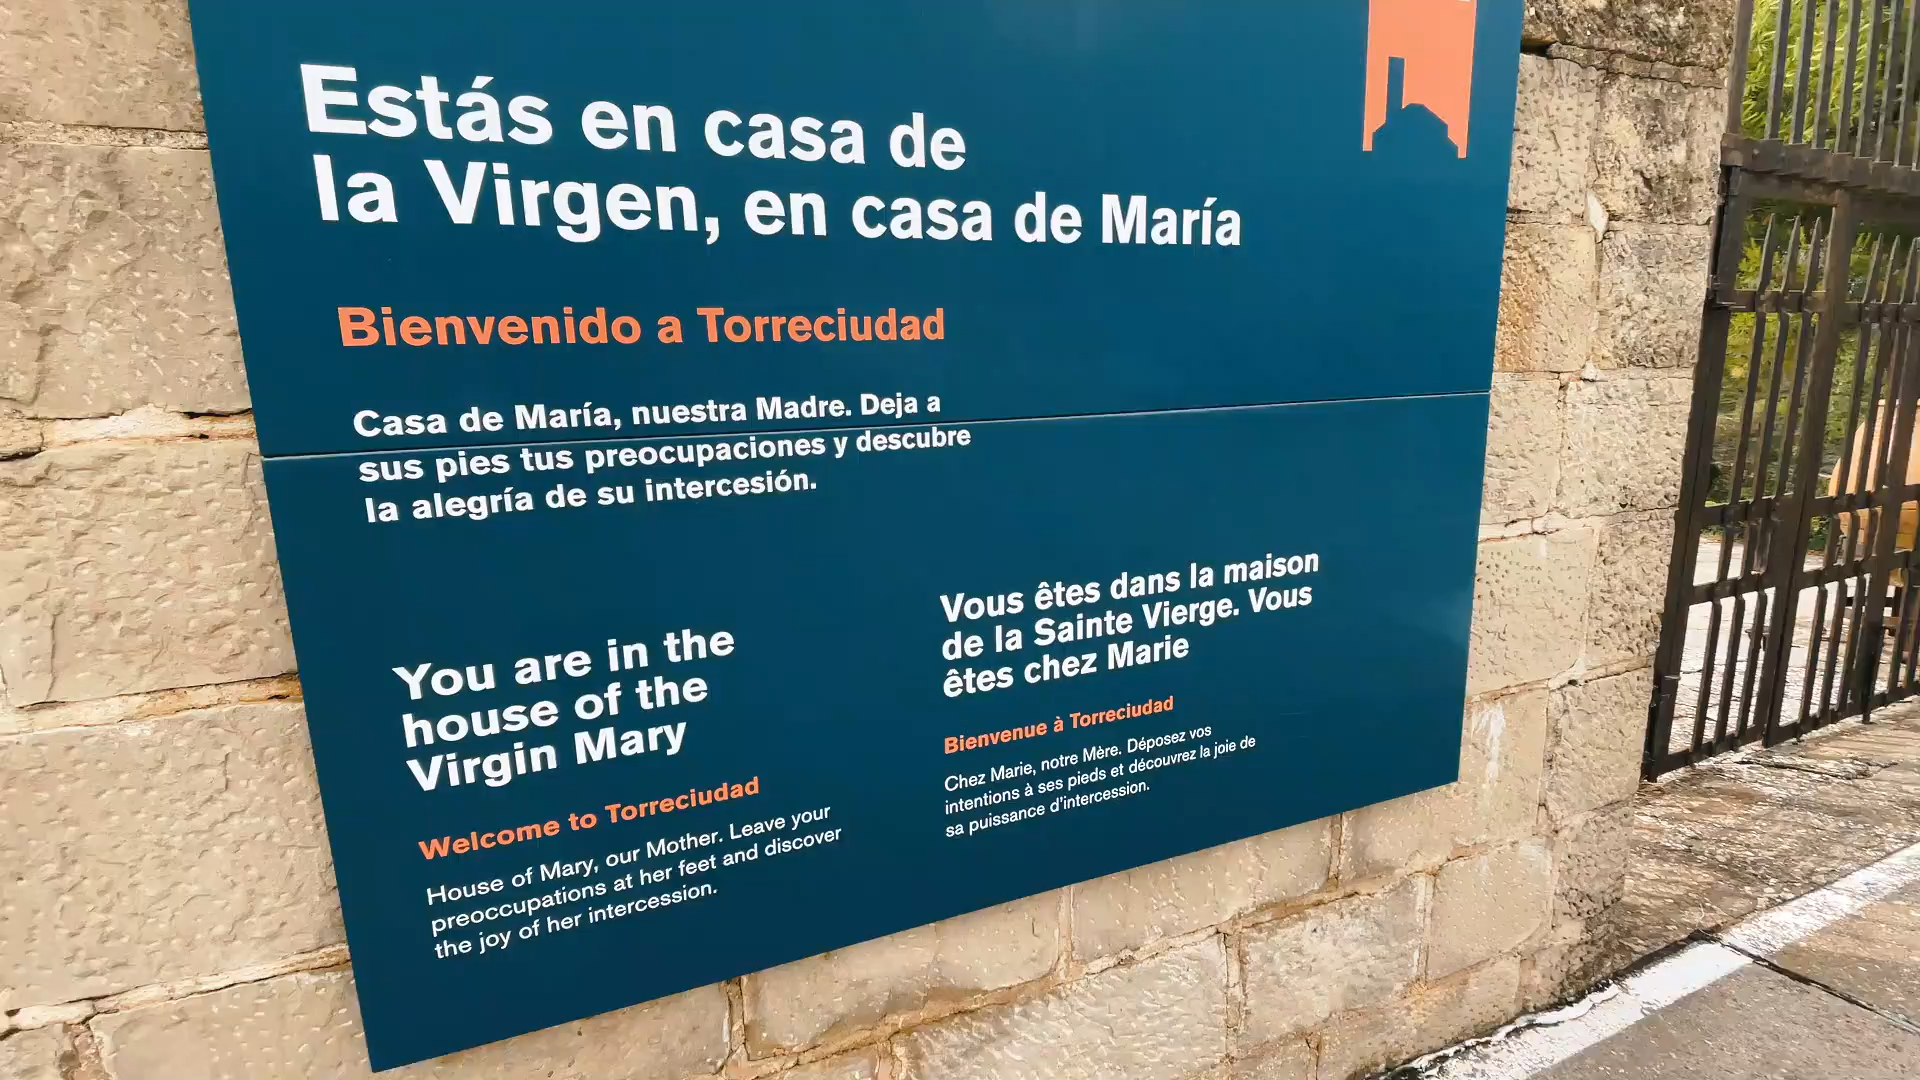 Estás en casa de
la Virgen, en casa de María
Bienvenido a Torreciudad
Casa de María, nuestra Madre. Deja a
sus pies tus preocupaciones y descubre
la alegría de su intercesión.
You are in the
house of the
Virgin Mary
Welcome to Torreciudad
House of Mary, our Mother. Leave your
preoccupations at her feet and discover
the joy of her intercession.
Vous êtes dans la maison
de la Sainte Vierge. Vous
êtes chez Marie
Bienvenue à Torreciudad
Chez Marie, notre Mère. Déposez vos
intentions à ses pieds et découvrez la joie de
sa puissance d'intercession.